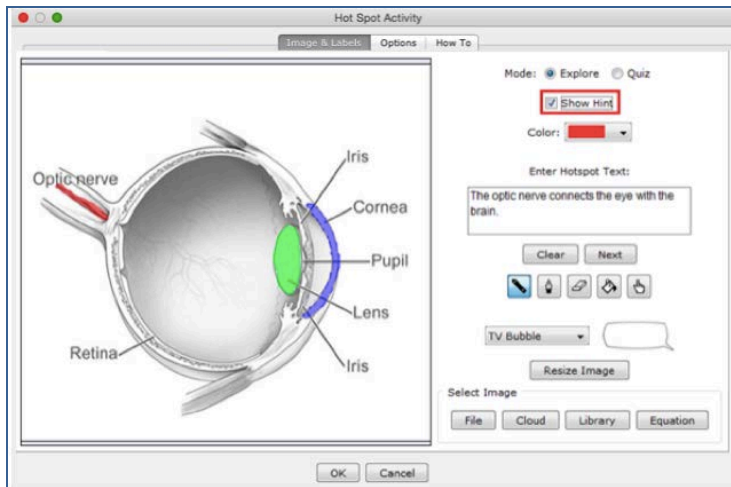 Hot Spot Activity
Image & Labels Options How To
Mode: Explore Quiz
Show Hint
Color:
Enter Hotspot Text:
The optic nerve connects the eye with the
brain.
Clear Next
TV Bubble
Resize Image
Select Image
File Cloud Library Equation
Optic nerve
Iris
Cornea
Pupil
Lens
Iris
Retina
OK Cancel